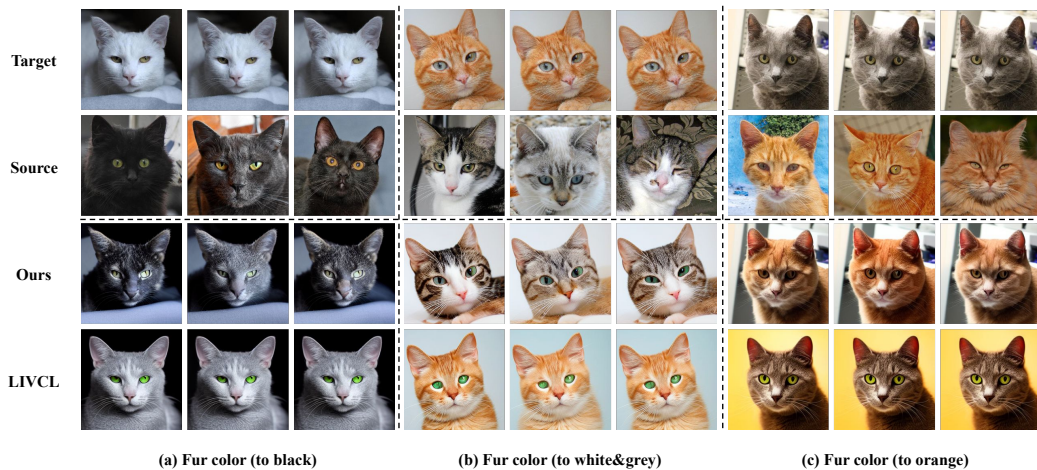 Target
Source
Ours
LIVCL
(a) Fur color (to black)
(b) Fur color (to white&grey)
(c) Fur color (to orange)